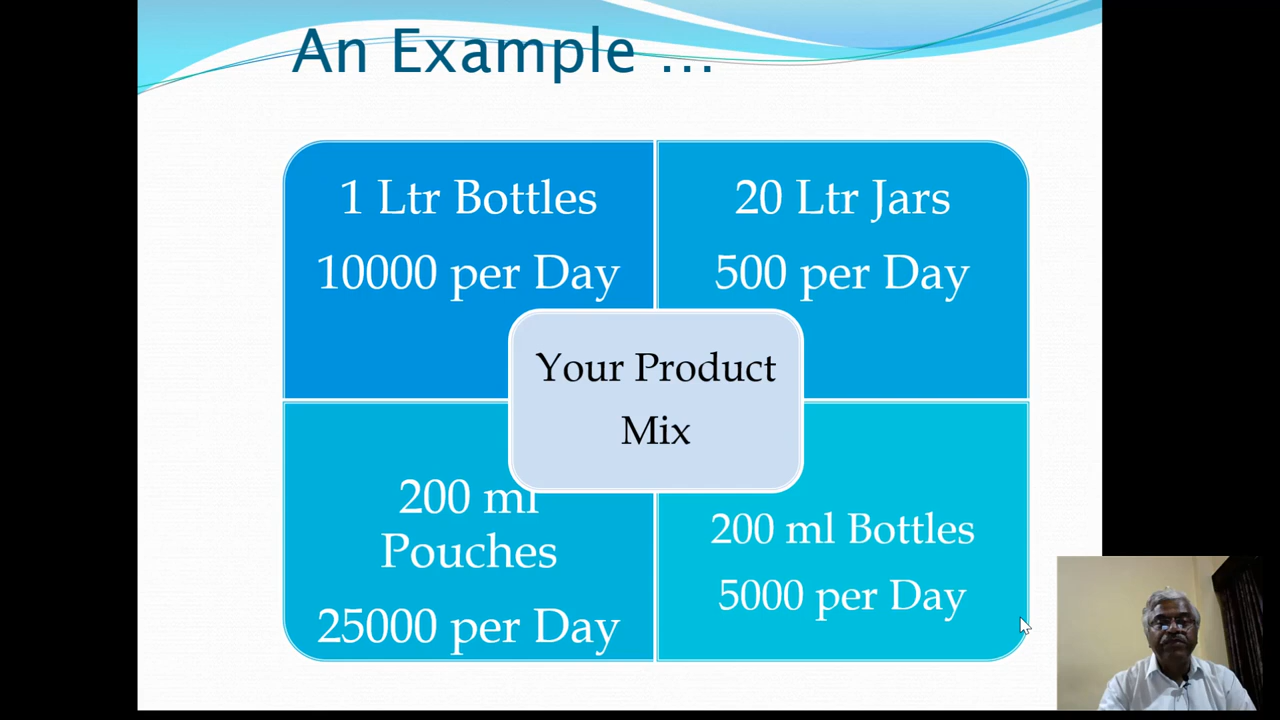 An Example ...
1 Ltr Bottles
10000 per Day
20 Ltr Jars
500 per Day
Your Product
Mix
200 ml
Pouches
25000 per Day
200 ml Bottles
5000 per Day